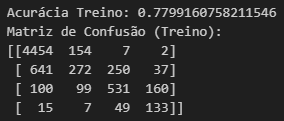 Acurácia Treino: 0.7799160758211546
Matriz de Confusão (Treino):
[[4454 154 7 2]
[ 641 272 250 37]
[ 100 99 531 160]
[ 15 7 49 133]]